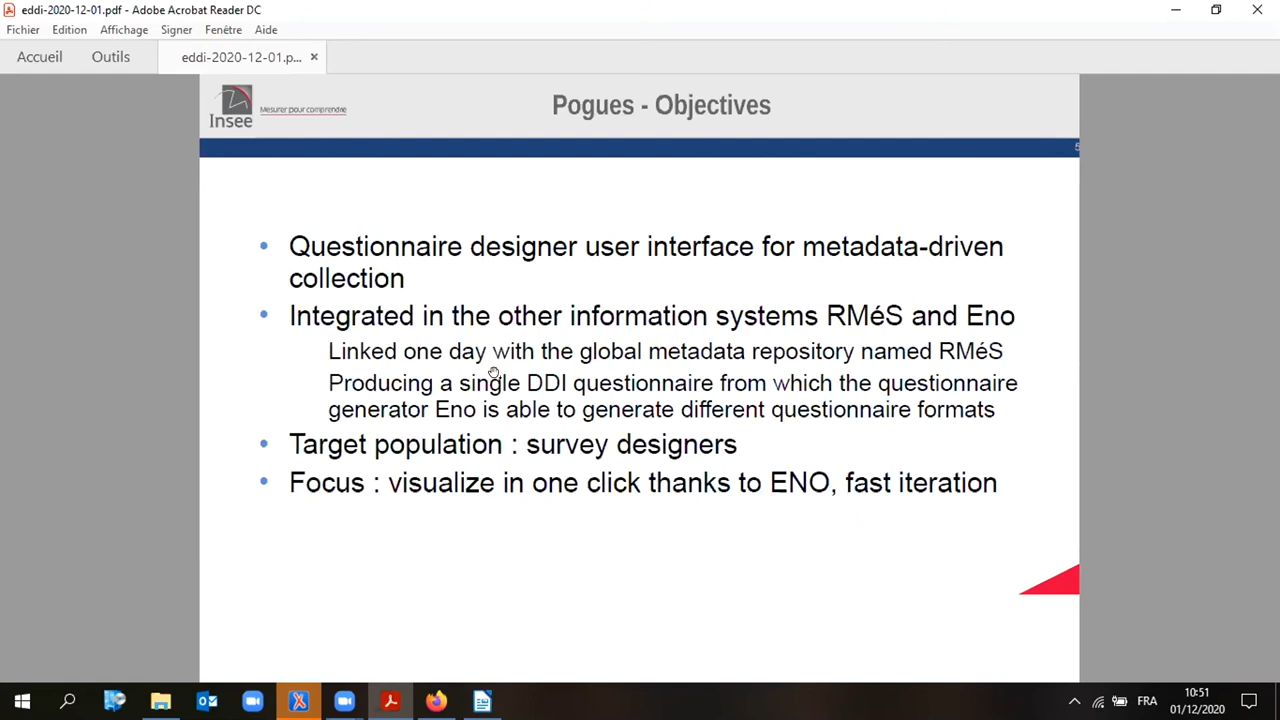 eddi-2020-12-01.pdf - Adobe Acrobat Reader DC
Fichier Edition Affichage Signer Fenêtre Aide
Accueil Outils eddi-2020-12-01.p... ×
Insee
Mesurer pour comprendre
Pogues - Objectives
5
• Questionnaire designer user interface for metadata-driven
collection
• Integrated in the other information systems RMéS and Eno
Linked one day with the global metadata repository named RMéS
Producing a single DDI questionnaire from which the questionnaire
generator Eno is able to generate different questionnaire formats
• Target population : survey designers
• Focus : visualize in one click thanks to ENO, fast iteration
FRA
10:51
01/12/2020